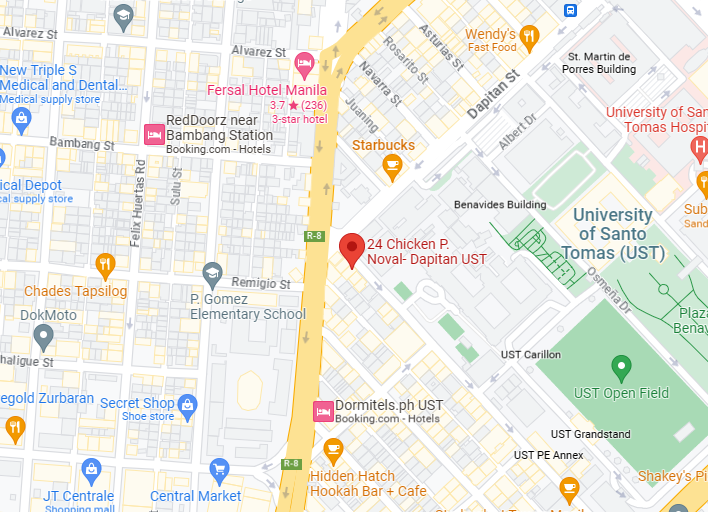 Alvarez St
Alvarez St
Asturias St
Rosarito St
Navarra St
Juaning
Wendy's
Fast Food
St. Martin de
Porres Building
New Triple S
Medical and Dental...
Medical supply store
Fersal Hotel Manila
3.7 ★ (236)
3-star hotel
Dapitan St
Albert Dr
University of San
Tomas Hospi
H
RedDoorz near
Bambang Station
Booking.com - Hotels
Bambang St
Starbucks
Felix Huertas Rd
Sulu St
ical Depot
cal supply store
Benavides Building
Sub
Sand
University
of Santo
Tomas (UST)
R-8
24 Chicken P.
Noval- Dapitan UST
Osmeña Dr
Chades Tapsilog
Remigio St
P. Gomez
Elementary School
DokMoto
Plaza
Benav
haligue St
UST Carillon
UST Open Field
egold Zurbaran
Secret Shop
Shoe store
Dormitels.ph UST
Booking.com - Hotels
UST Grandstand
UST PE Annex
R-8
Hidden Hatch
Hookah Bar + Cafe
Shakey's Pi
JT Centrale
Shopping mall
Central Market